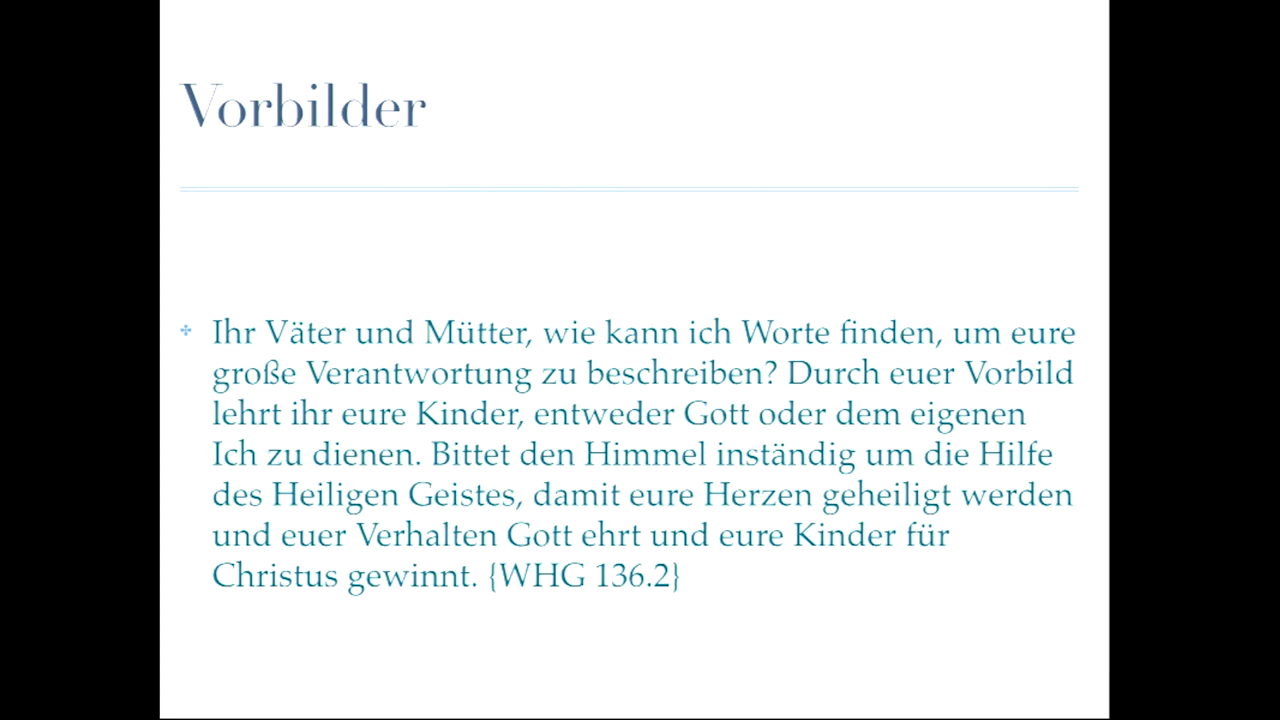 Vorbilder
Ihr Väter und Mütter, wie kann ich Worte finden, um eure
große Verantwortung zu beschreiben? Durch euer Vorbild
lehrt ihr eure Kinder, entweder Gott oder dem eigenen
Ich zu dienen. Bittet den Himmel inständig um die Hilfe
des Heiligen Geistes, damit eure Herzen geheiligt werden
und euer Verhalten Gott ehrt und eure Kinder für
Christus gewinnt. {WHG 136.2}